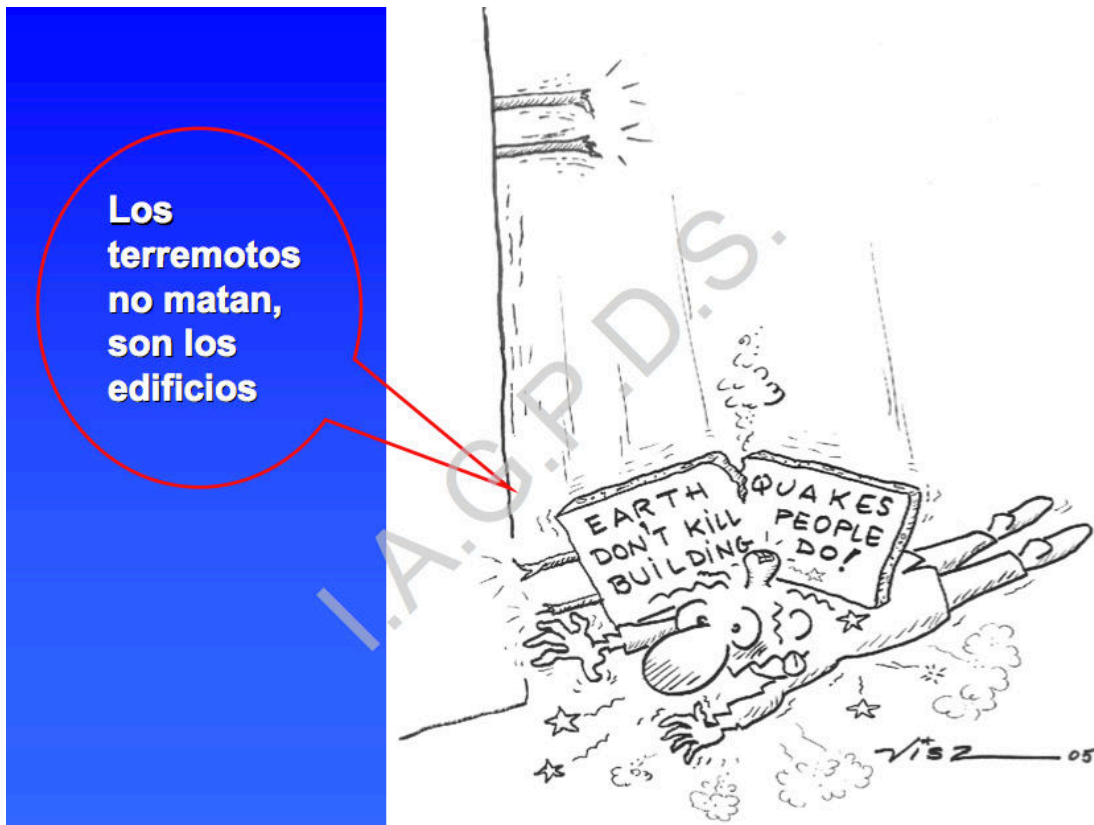 Los
terremotos
no matan,
son los
edificios
EARTH
DON'T KILL
BUILDING
QUAKES
PEOPLE
DO!
I.A.G.P.D.S.
Visz 05